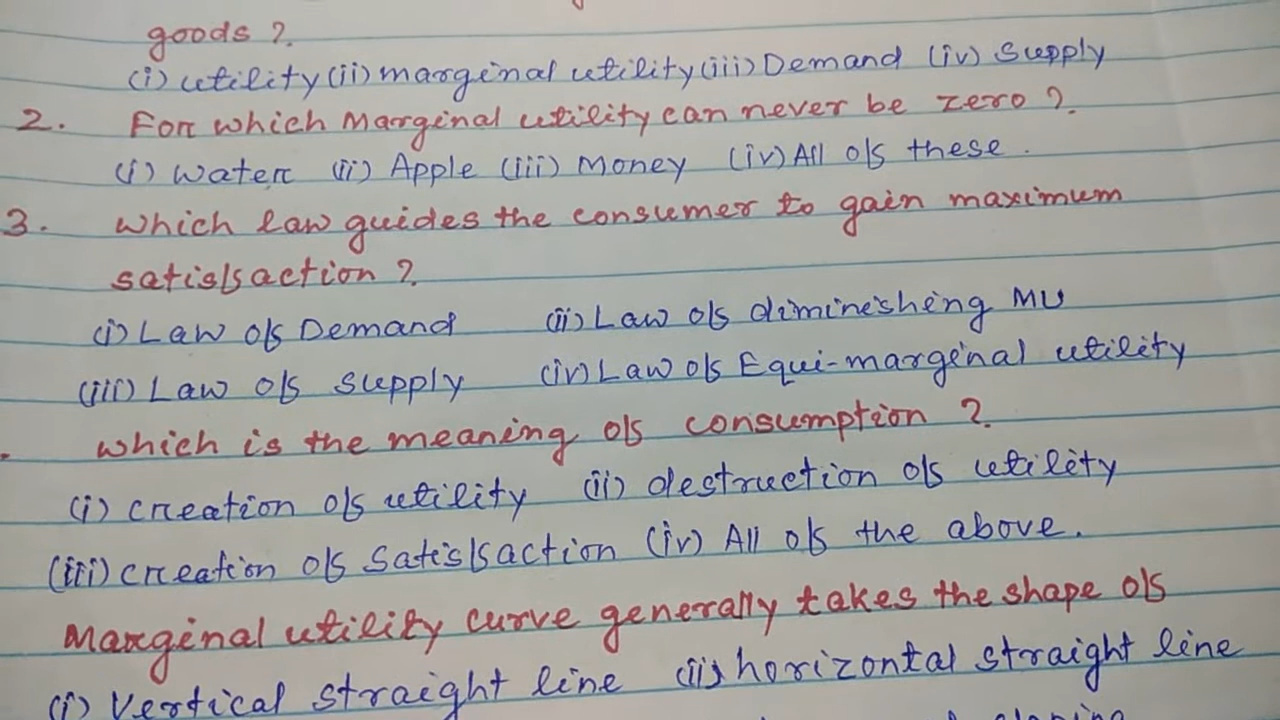 goods ?
(i) utility (ii) marginal utility (iii) Demand (iv) Supply
2. For which Marginal utility can never be zero ?
(i) Water (ii) Apple (iii) Money (iv) All of these.
3. Which law guides the consumer to gain maximum
satisfaction ?
(i) Law of Demand (ii) Law of diminesheng MU
(iii) Law of supply (iv) Law of Equi-marginal utility
which is the meaning of consumption ?
(i) creation of utility (ii) destruction of utility
(iii) creation of satisfaction (iv) All of the above.
Marginal utility curve generally takes the shape of
(i) Vertical straight line (ii) horizontal straight line